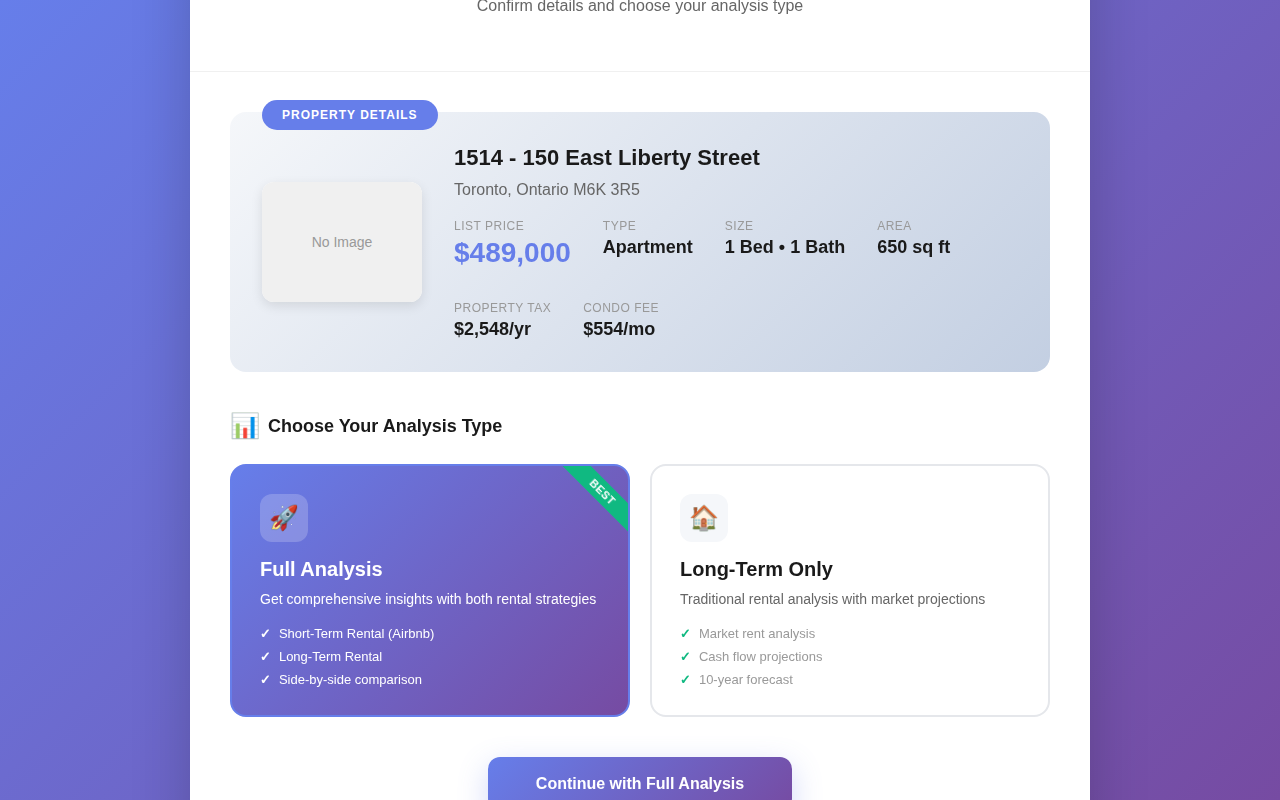 Confirm details and choose your analysis type
PROPERTY DETAILS
No Image
1514 - 150 East Liberty Street
Toronto, Ontario M6K 3R5
LIST PRICE
$489,000
TYPE
Apartment
SIZE
1 Bed • 1 Bath
AREA
650 sq ft
PROPERTY TAX
$2,548/yr
CONDO FEE
$554/mo
Choose Your Analysis Type
BEST
Full Analysis
Get comprehensive insights with both rental strategies
✓ Short-Term Rental (Airbnb)
✓ Long-Term Rental
✓ Side-by-side comparison
Long-Term Only
Traditional rental analysis with market projections
✓ Market rent analysis
✓ Cash flow projections
✓ 10-year forecast
Continue with Full Analysis